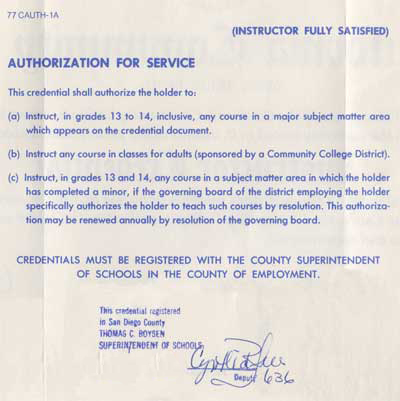 77 CAUTH-1A
(INSTRUCTOR FULLY SATISFIED)
AUTHORIZATION FOR SERVICE
This credential shall authorize the holder to:
(a) Instruct, in grades 13 to 14, inclusive, any course in a major subject matter area
which appears on the credential document.
(b) Instruct any course in classes for adults (sponsored by a Community College District).
(c) Instruct, in grades 13 and 14, any course in a subject matter area in which the holder
has completed a minor, if the governing board of the district employing the holder
specifically authorizes the holder to teach such courses by resolution. This authoriza-
tion may be renewed annually by resolution of the governing board.
CREDENTIALS MUST BE REGISTERED WITH THE COUNTY SUPERINTENDENT
OF SCHOOLS IN THE COUNTY OF EMPLOYMENT.
This credential registered
in San Diego County
THOMAS C. BOYSEN
SUPERINTENDENT OF SCHOOLS
Deputy 636